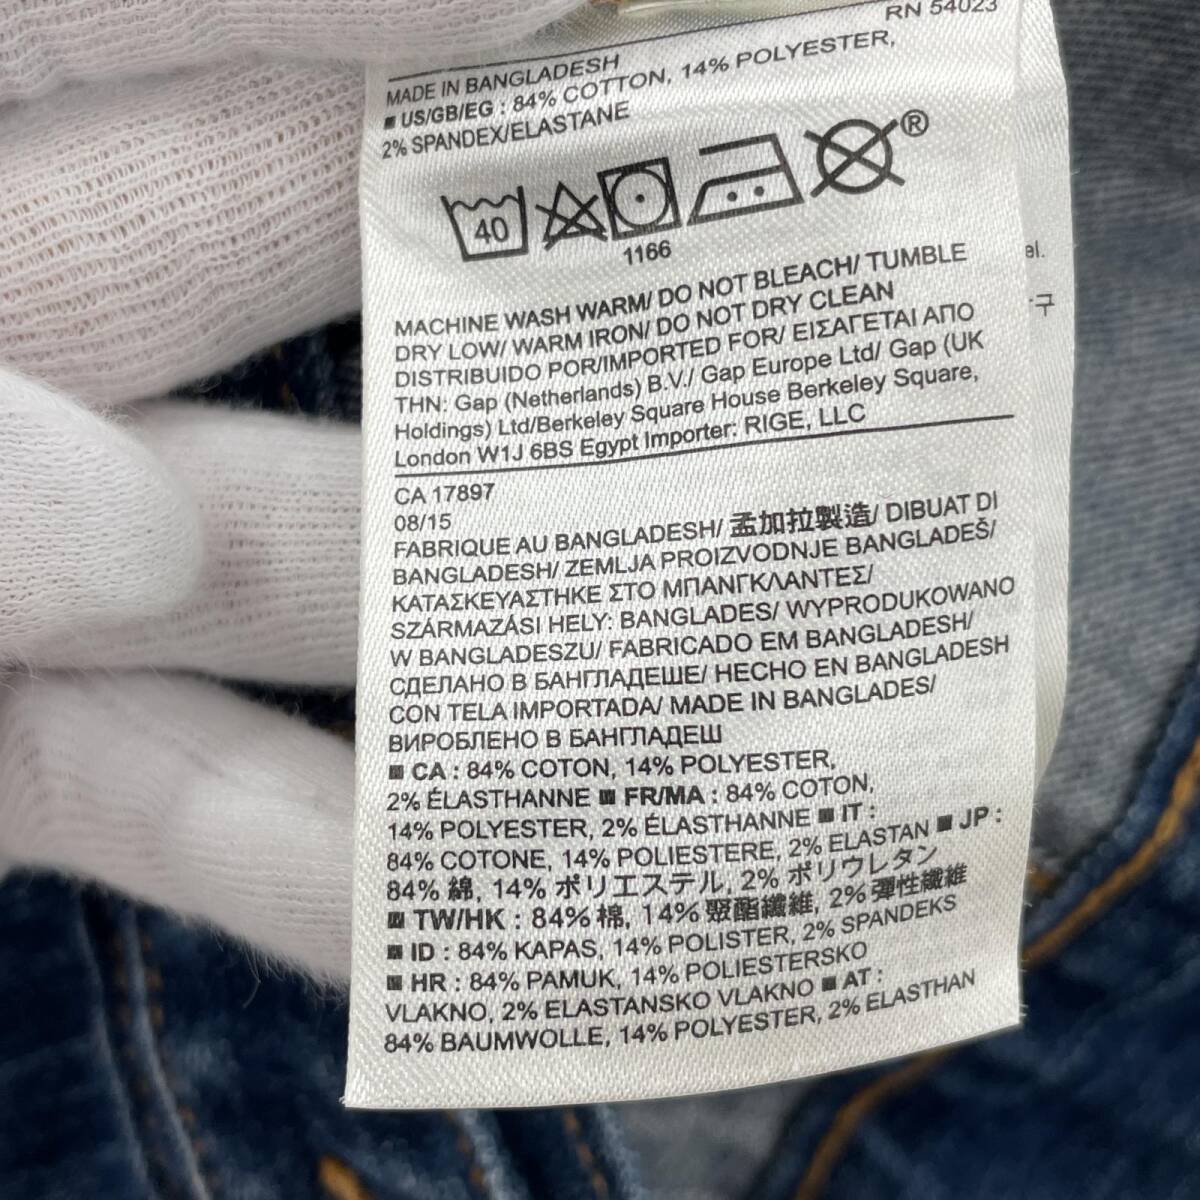 RN 54023
MADE IN BANGLADESH
■ US/GB/EG : 84% COTTON, 14% POLYESTER,
2% SPANDEX/ELASTANE
40
®
1166
MACHINE WASH WARM/ DO NOT BLEACH/ TUMBLE
DRY LOW/ WARM IRON/ DO NOT DRY CLEAN
DISTRIBUIDO POR/IMPORTED FOR/ ΕΙΣΑΓΕΤΑΙ ΑΠΟ
ΤΗΝ: Gap (Netherlands) B.V./ Gap Europe Ltd/ Gap (UK
Holdings) Ltd/Berkeley Square House Berkeley Square,
London W1J 6BS Egypt Importer: RIGE, LLC
CA 17897
08/15
FABRIQUE AU BANGLADESH/ 孟加拉製造/ DIBUAT DI
BANGLADESH/ ZEMLJA PROIZVODNJE BANGLADEŠ/
ΚΑΤΑΣΚΕΥΑΣΤΗΚΕ ΣΤΟ ΜΠΑΝΓΚΛΑΝΤΕΣ/
SZÁRMAZÁSI HELY: BANGLADES/ WYPRODUKOWANO
W BANGLADESZU/ FABRICADO EM BANGLADESH/
СДЕЛАНО В БАНГЛАДЕШЕ/ HECHO EN BANGLADESH
CON TELA IMPORTADA/ MADE IN BANGLADES/
ВИРОБЛЕНО В БАНГЛАДЕШ
■ CA : 84% COTON, 14% POLYESTER,
2% ÉLASTHANNE ■ FR/MA : 84% COTON,
14% POLYESTER, 2% ÉLASTHANNE ■ IT :
84% COTONE, 14% POLIESTERE, 2% ELASTAN ■ JP :
84% 綿, 14% ポリエステル, 2% ポリウレタン
■ TW/HK : 84% 棉, 14% 聚酯纖維, 2% 彈性纖維
■ ID : 84% KAPAS, 14% POLISTER, 2% SPANDEKS
■ HR : 84% PAMUK, 14% POLIESTERSKO
VLAKNO, 2% ELASTANSKO VLAKNO ■ AT :
84% BAUMWOLLE, 14% POLYESTER, 2% ELASTHAN